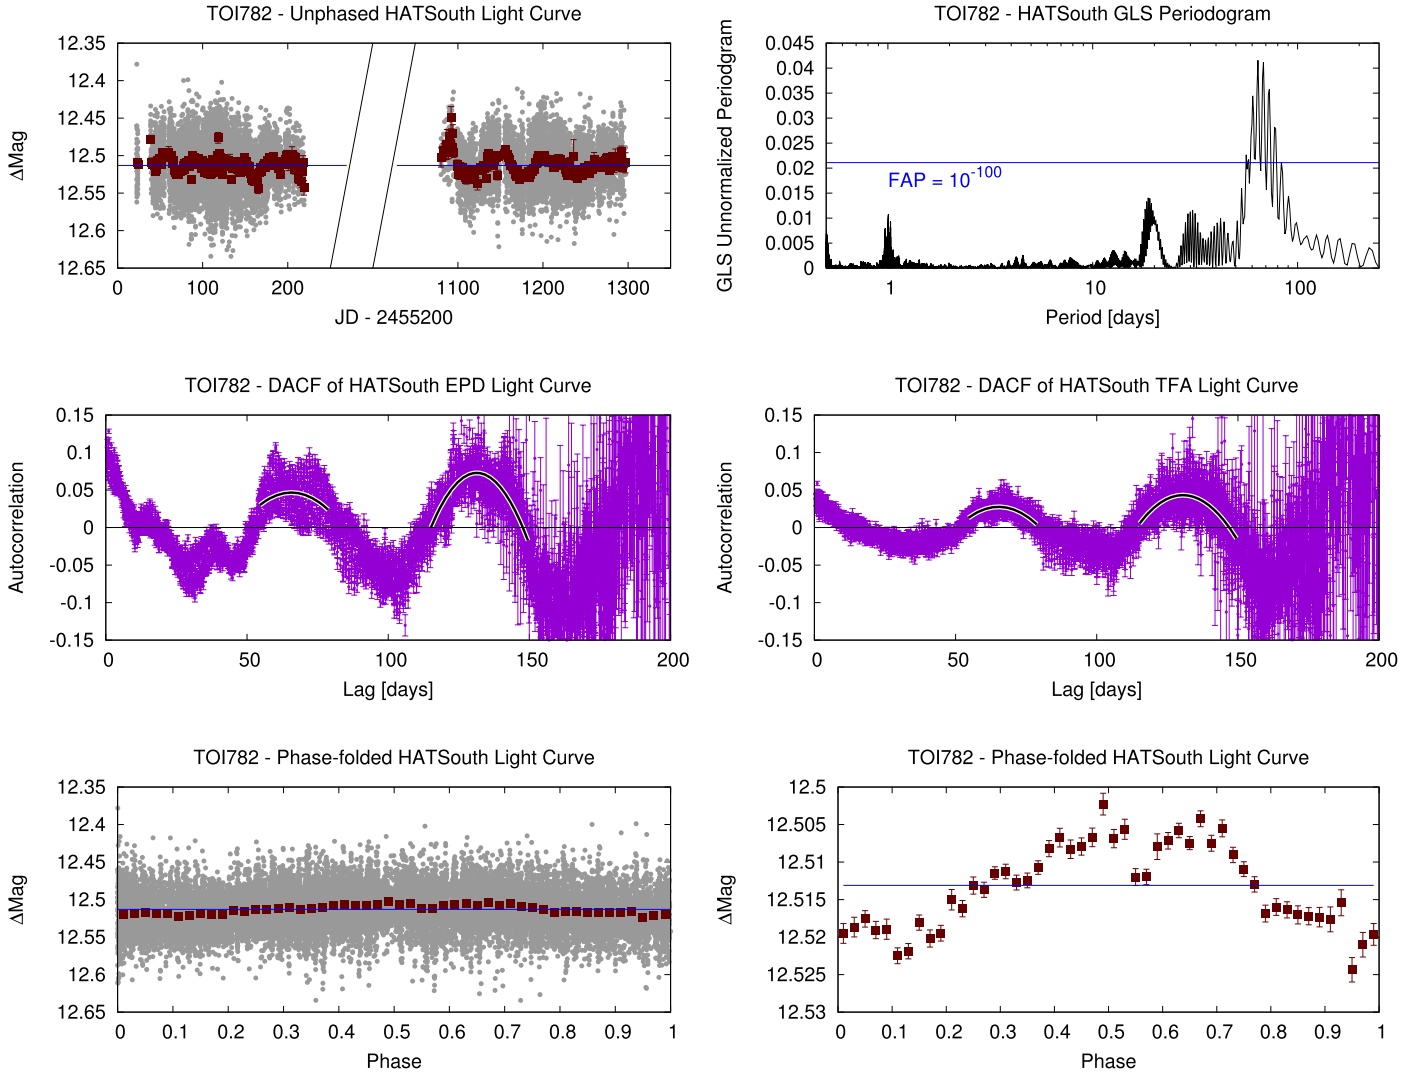 TOI782 - Unphased HATSouth Light Curve
12.35
12.4
12.45
12.5
12.55
12.6
12.65
ΔMag
0 100 200 1100 1200 1300
JD - 2455200
TOI782 - HATSouth GLS Periodogram
0.045
0.04
0.035
0.03
0.025
0.02
0.015
0.01
0.005
0
GLS Unnormalized Periodgram
FAP = 10^-100
1 10 100
Period [days]
TOI782 - DACF of HATSouth EPD Light Curve
0.15
0.1
0.05
0
-0.05
-0.1
-0.15
Autocorrelation
0 50 100 150 200
Lag [days]
TOI782 - DACF of HATSouth TFA Light Curve
0.15
0.1
0.05
0
-0.05
-0.1
-0.15
Autocorrelation
0 50 100 150 200
Lag [days]
TOI782 - Phase-folded HATSouth Light Curve
12.35
12.4
12.45
12.5
12.55
12.6
12.65
ΔMag
0 0.1 0.2 0.3 0.4 0.5 0.6 0.7 0.8 0.9 1
Phase
TOI782 - Phase-folded HATSouth Light Curve
12.5
12.505
12.51
12.515
12.52
12.525
12.53
ΔMag
0 0.1 0.2 0.3 0.4 0.5 0.6 0.7 0.8 0.9 1
Phase